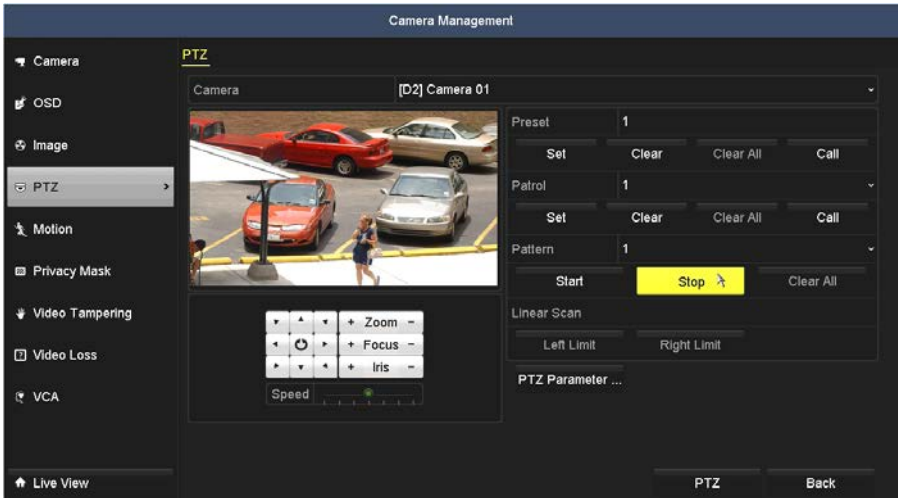 Camera Management
Camera
OSD
Image
PTZ
Motion
Privacy Mask
Video Tampering
Video Loss
VCA
Live View
PTZ
Camera [D2] Camera 01
Preset 1
Set Clear Clear All Call
Patrol 1
Set Clear Clear All Call
Pattern 1
Start Stop Clear All
Linear Scan
Left Limit Right Limit
PTZ Parameter ...
+ Zoom -
+ Focus -
+ Iris -
Speed
PTZ Back